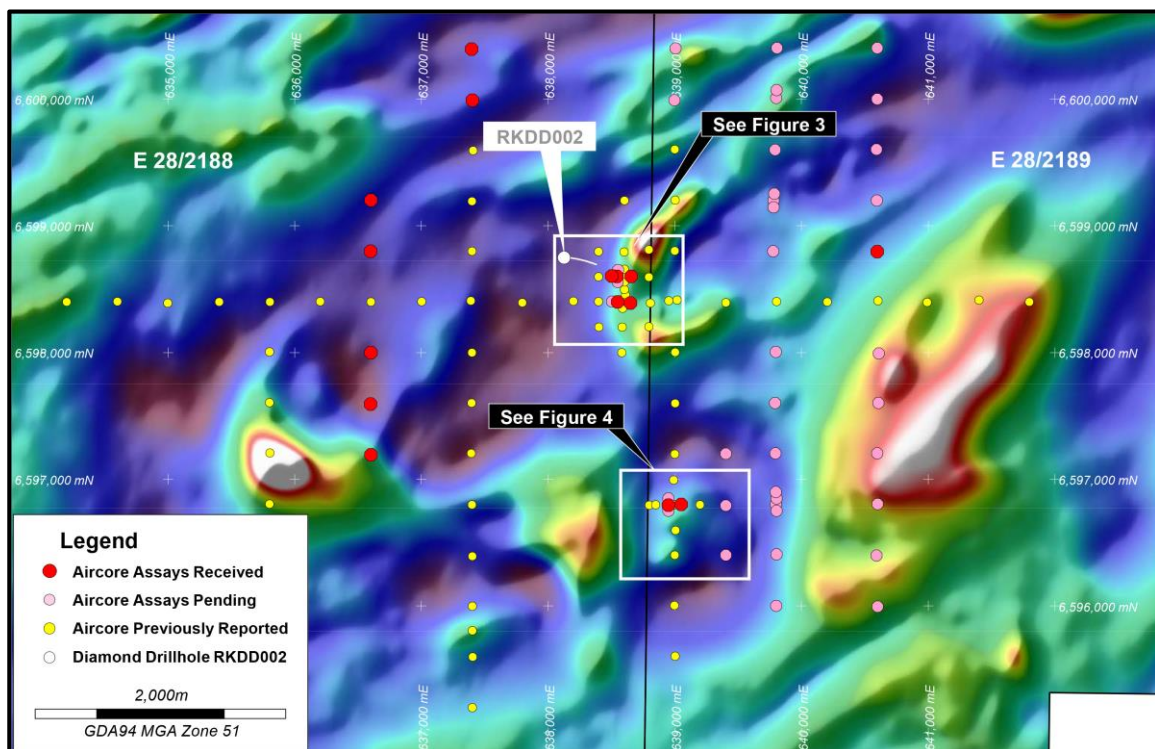 635,000 mE
636,000 mE
637,000 mE
638,000 mE
639,000 mE
640,000 mE
641,000 mE
6,600,000 mN
6,600,000 mN
RKDD002
See Figure 3
E 28/2188
E 28/2189
6,599,000 mN
6,599,000 mN
6,598,000 mN
6,598,000 mN
See Figure 4
6,597,000 mN
6,597,000 mN
Legend
Aircore Assays Received
Aircore Assays Pending
Aircore Previously Reported
Diamond Drillhole RKDD002
2,000m
GDA94 MGA Zone 51
6,596,000 mN
637,000 mE
638,000 mE
639,000 mE
640,000 mE
641,000 mE